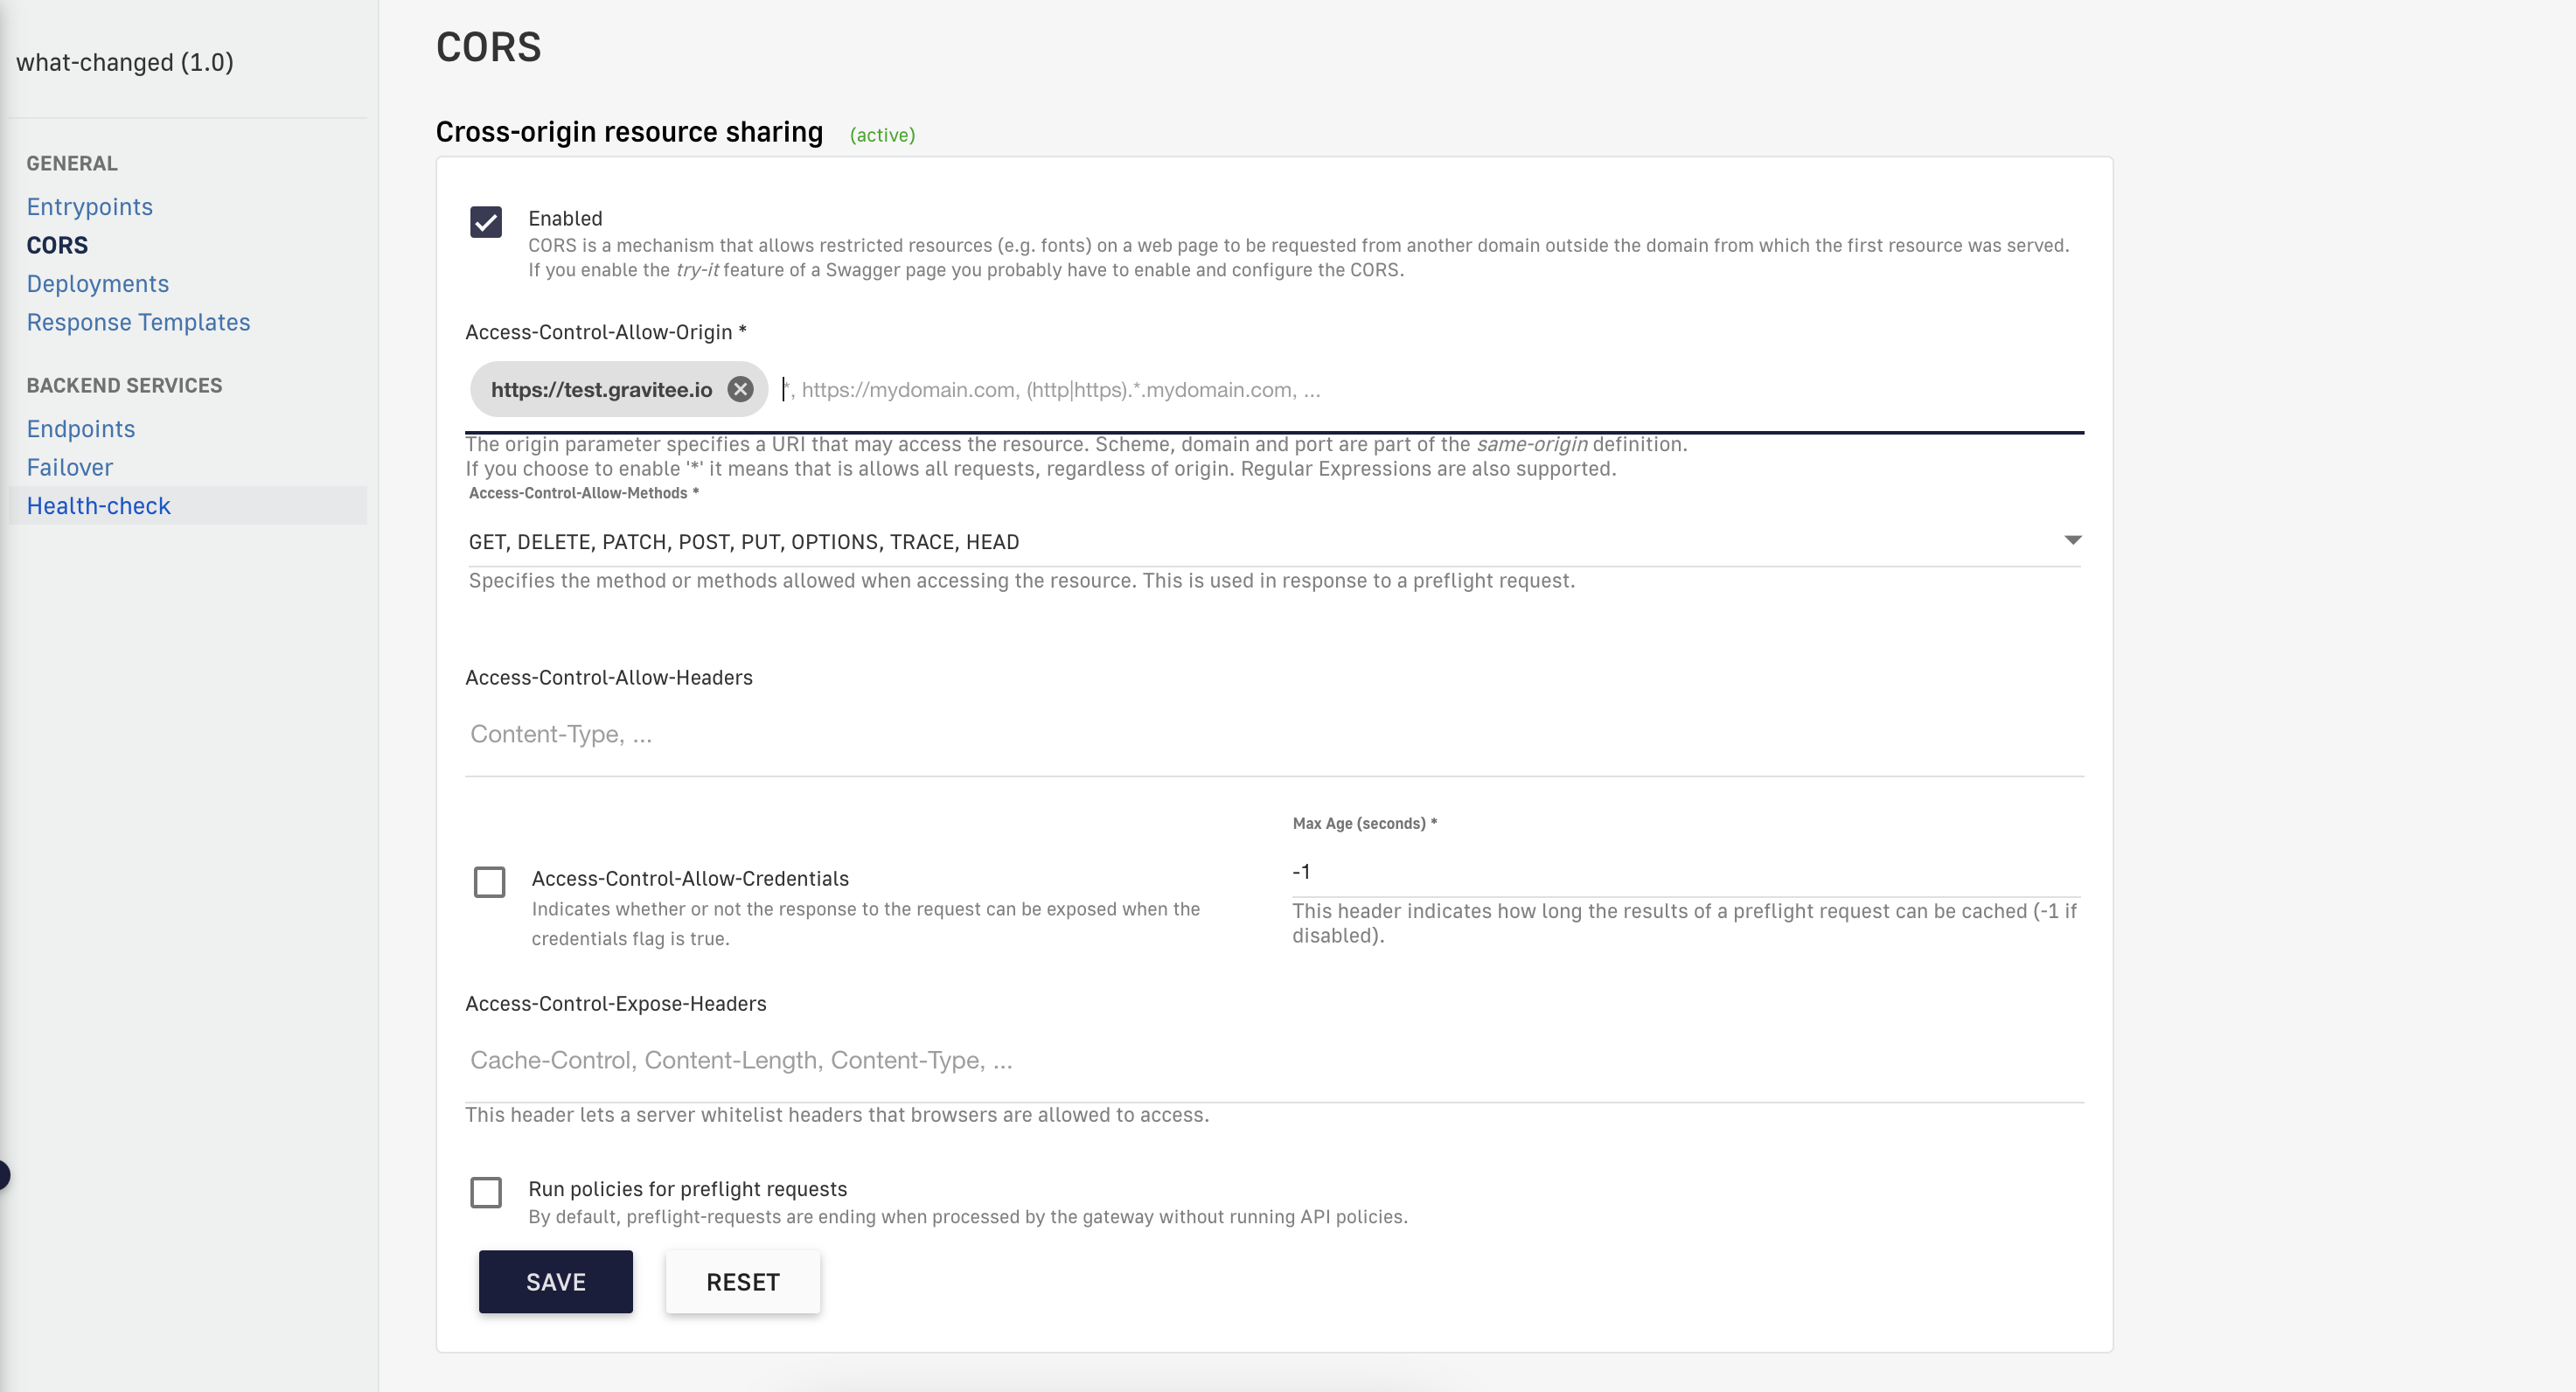 what-changed (1.0)
GENERAL
Entrypoints
CORS
Deployments
Response Templates
BACKEND SERVICES
Endpoints
Failover
Health-check
CORS
Cross-origin resource sharing (active)
Enabled
CORS is a mechanism that allows restricted resources (e.g. fonts) on a web page to be requested from another domain outside the domain from which the first resource was served.
If you enable the try-it feature of a Swagger page you probably have to enable and configure the CORS.
Access-Control-Allow-Origin *
https://test.gravitee.io *, https://mydomain.com, (http|https).*.mydomain.com, ...
The origin parameter specifies a URI that may access the resource. Scheme, domain and port are part of the same-origin definition.
If you choose to enable '*' it means that is allows all requests, regardless of origin. Regular Expressions are also supported.
Access-Control-Allow-Methods *
GET, DELETE, PATCH, POST, PUT, OPTIONS, TRACE, HEAD
Specifies the method or methods allowed when accessing the resource. This is used in response to a preflight request.
Access-Control-Allow-Headers
Content-Type, ...
Access-Control-Allow-Credentials
Indicates whether or not the response to the request can be exposed when the
credentials flag is true.
Max Age (seconds) *
-1
This header indicates how long the results of a preflight request can be cached (-1 if
disabled).
Access-Control-Expose-Headers
Cache-Control, Content-Length, Content-Type, ...
This header lets a server whitelist headers that browsers are allowed to access.
Run policies for preflight requests
By default, preflight-requests are ending when processed by the gateway without running API policies.
SAVE RESET